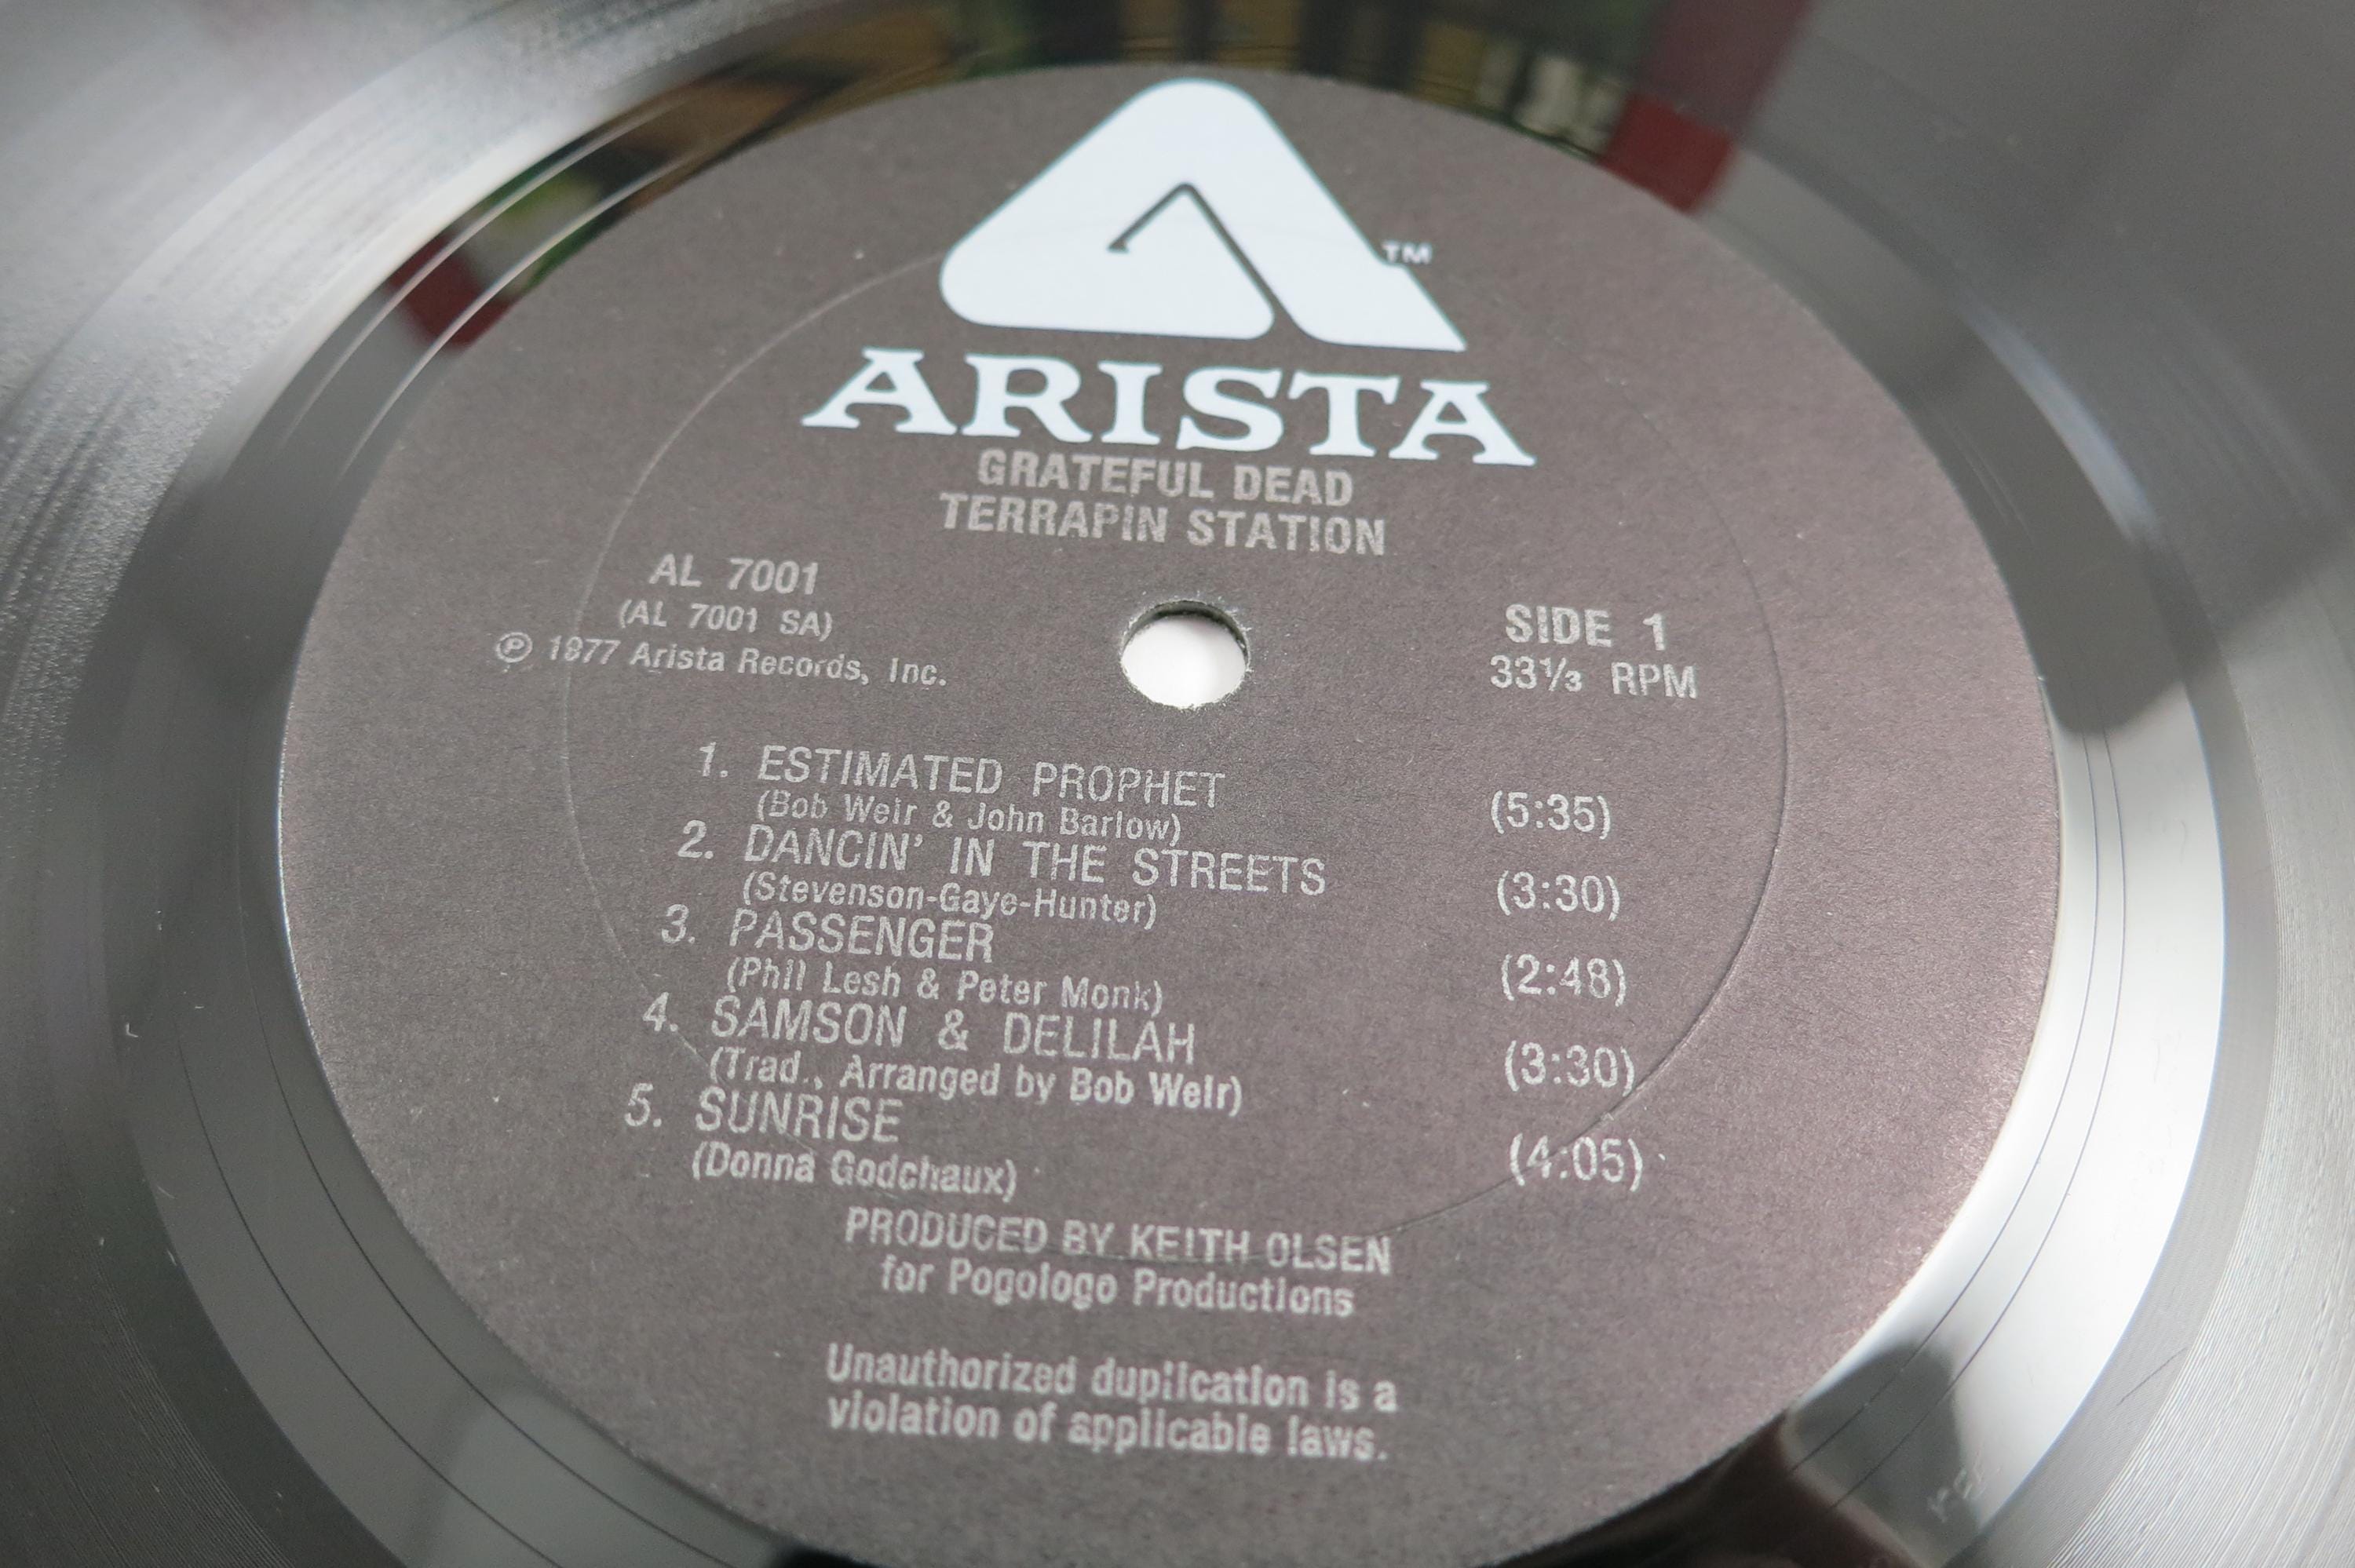 TM
ARISTA
GRATEFUL DEAD
TERRAPIN STATION
AL 7001
(AL 7001 SA)
Ⓟ 1977 Arista Records, Inc.
SIDE 1
33⅓ RPM
1. ESTIMATED PROPHET (5:35)
(Bob Weir & John Barlow)
2. DANCIN' IN THE STREETS (3:30)
(Stevenson-Gaye-Hunter)
3. PASSENGER (2:48)
(Phil Lesh & Peter Monk)
4. SAMSON & DELILAH (3:30)
(Trad., Arranged by Bob Weir)
5. SUNRISE (4:05)
(Donna Godchaux)
PRODUCED BY KEITH OLSEN
for Pogologo Productions
Unauthorized duplication is a
violation of applicable laws.